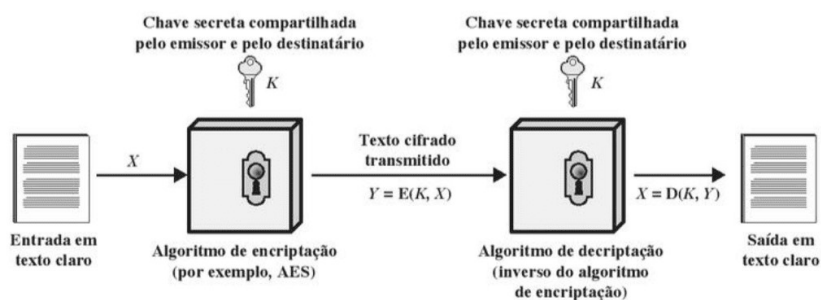 Chave secreta compartilhada
pelo emissor e pelo destinatário
K
Chave secreta compartilhada
pelo emissor e pelo destinatário
K
X
Texto cifrado
transmitido
Y = E(K, X)
X = D(K, Y)
Entrada em
texto claro
Algoritmo de encriptação
(por exemplo, AES)
Algoritmo de decriptação
(inverso do algoritmo
de encriptação)
Saída em
texto claro